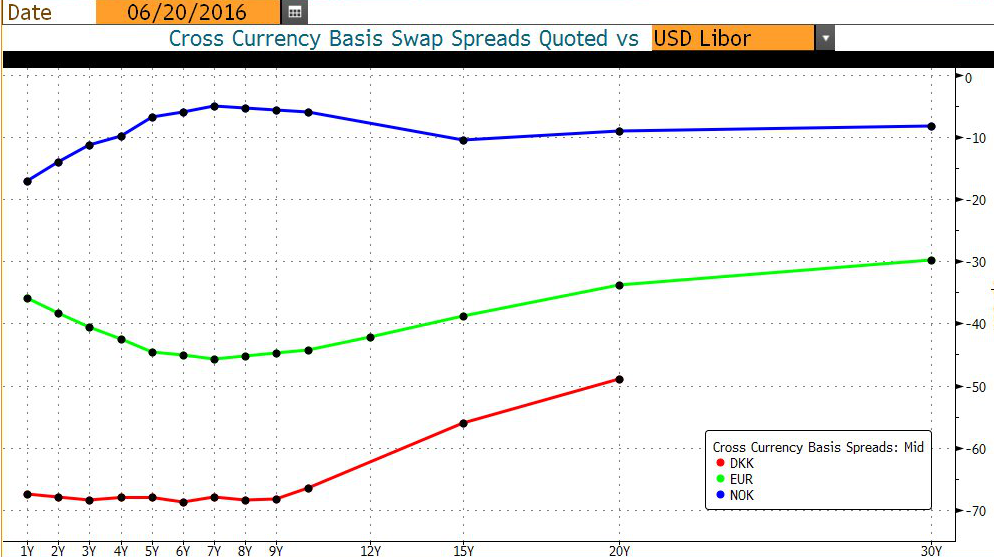 Date 06/20/2016
Cross Currency Basis Swap Spreads Quoted vs USD Libor
0
-10
-20
-30
-40
-50
-60
-70
Cross Currency Basis Spreads: Mid
DKK
EUR
NOK
1Y 2Y 3Y 4Y 5Y 6Y 7Y 8Y 9Y 12Y 15Y 20Y 30Y